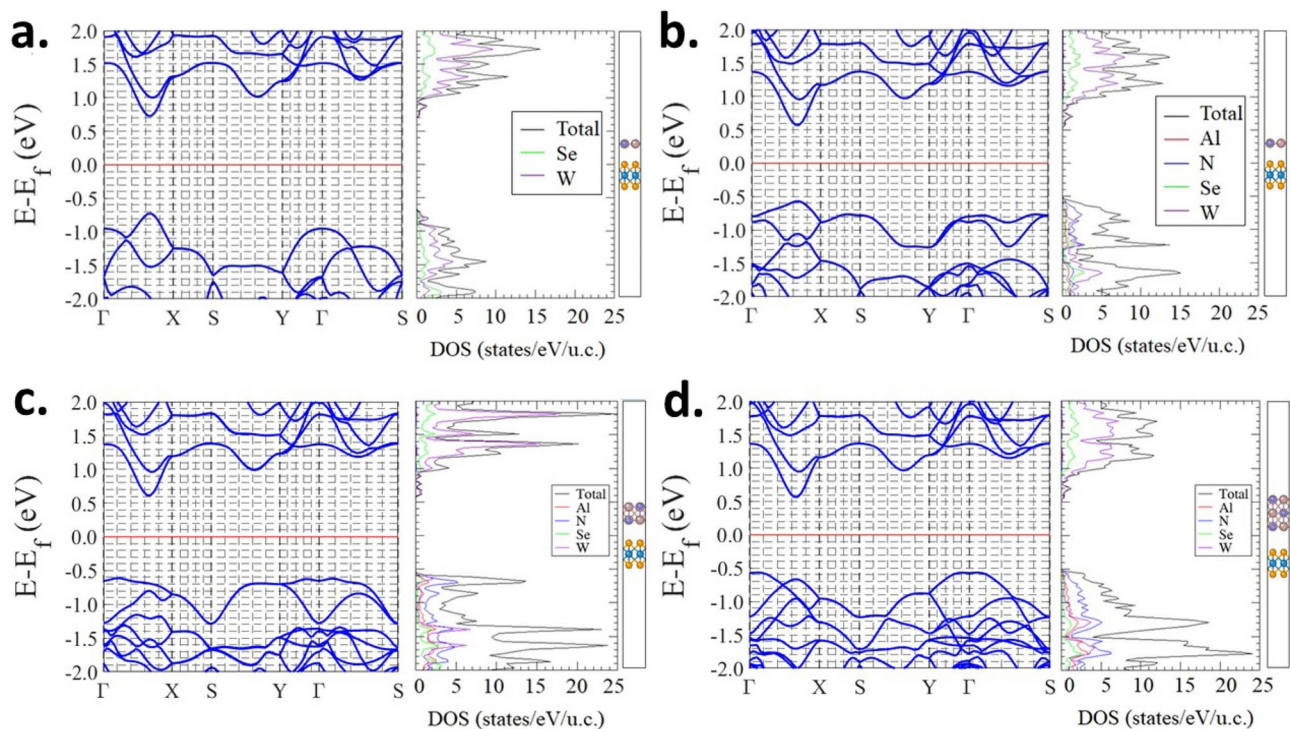 a.
2.0
1.5
1.0
0.5
0.0
-0.5
-1.0
-1.5
-2.0
E-E_f (eV)
Γ X S Y Γ S
Total
Se
W
0 5 10 15 20 25
DOS (states/eV/u.c.)
b.
2.0
1.5
1.0
0.5
0.0
-0.5
-1.0
-1.5
-2.0
E-E_f (eV)
Γ X S Y Γ S
Total
Al
N
Se
W
0 5 10 15 20 25
DOS (states/eV/u.c.)
c.
2.0
1.5
1.0
0.5
0.0
-0.5
-1.0
-1.5
-2.0
E-E_f (eV)
Γ X S Y Γ S
Total
Al
N
Se
W
0 5 10 15 20 25
DOS (states/eV/u.c.)
d.
2.0
1.5
1.0
0.5
0.0
-0.5
-1.0
-1.5
-2.0
E-E_f (eV)
Γ X S Y Γ S
Total
Al
N
Se
W
0 5 10 15 20 25
DOS (states/eV/u.c.)